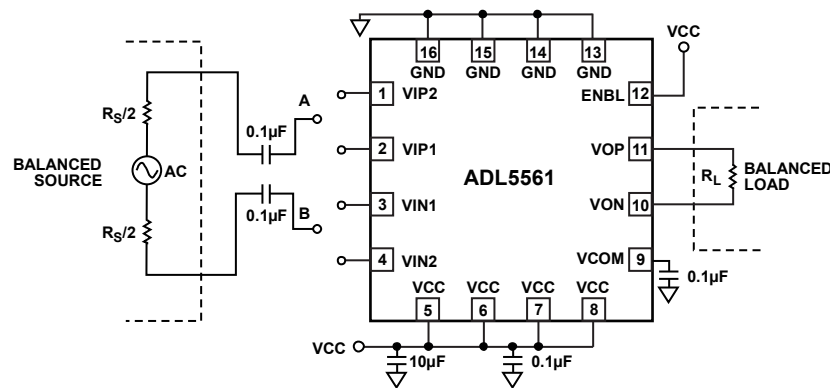 VCC
16
15
14
13
GND
GND
GND
GND
A
1
VIP2
ENBL
12
R_S/2
0.1µF
2
VIP1
VOP
11
BALANCED
SOURCE
AC
ADL5561
R_L
BALANCED
LOAD
0.1µF
B
3
VIN1
VON
10
R_S/2
4
VIN2
VCOM
9
0.1µF
VCC
VCC
VCC
VCC
5
6
7
8
VCC
10µF
0.1µF